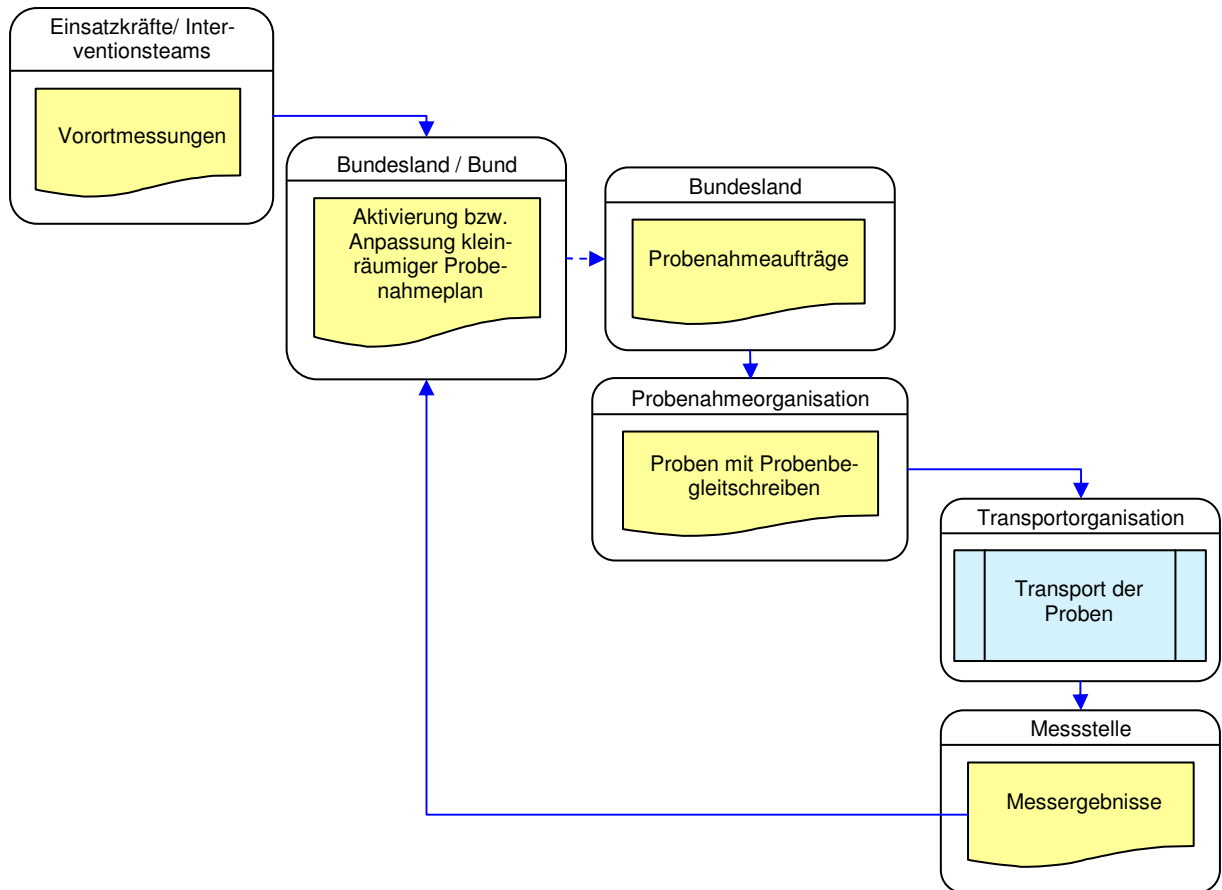 Einsatzkräfte/ Inter-
ventionsteams
Vorortmessungen
Bundesland / Bund
Aktivierung bzw.
Anpassung klein-
räumiger Probe-
nahmeplan
Bundesland
Probenahmeaufträge
Probenahmeorganisation
Proben mit Probenbe-
gleitschreiben
Transportorganisation
Transport der
Proben
Messstelle
Messergebnisse